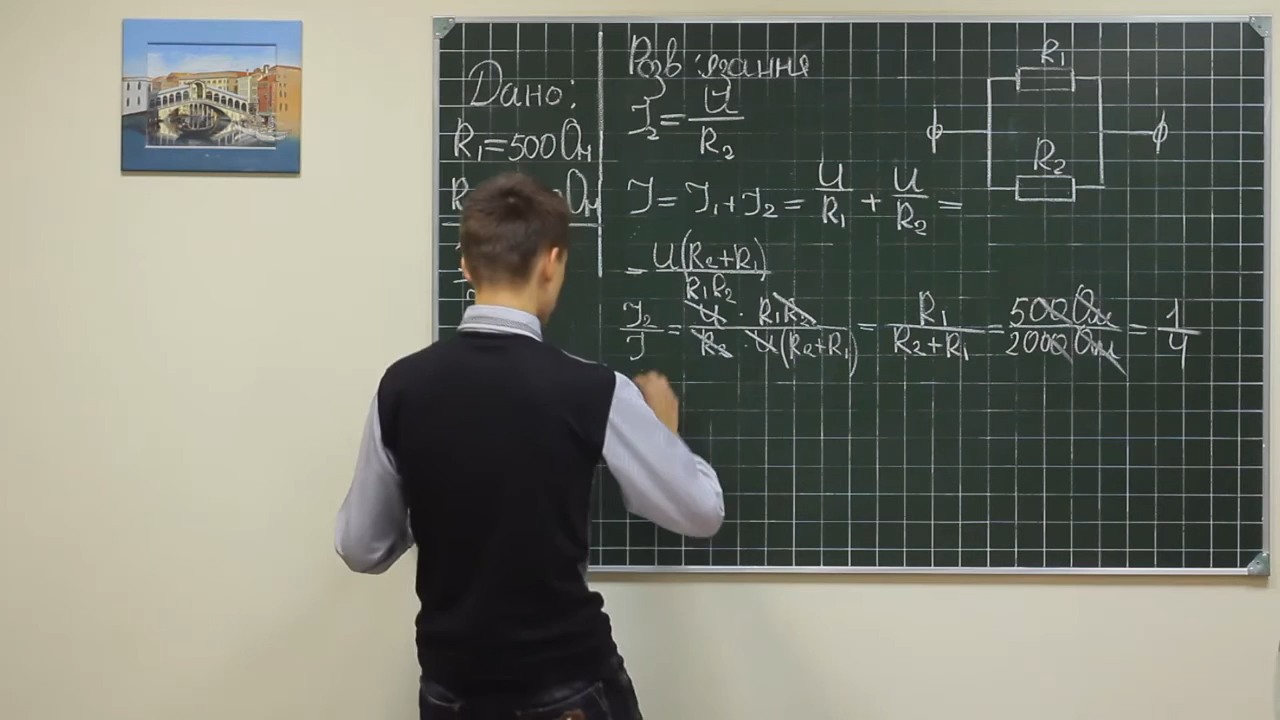 Дано:
R₁=500 Ом
R Ом
Розв'язання
I₂=U/R₂
I=I₁+I₂=U/R₁+U/R₂=
=U(R₂+R₁)/R₁R₂
I₂/I=U·R₁R₂/R₂·U(R₂+R₁)=R₁/R₂+R₁=500 Ом/2000 Ом=1/4
R₁
R₂